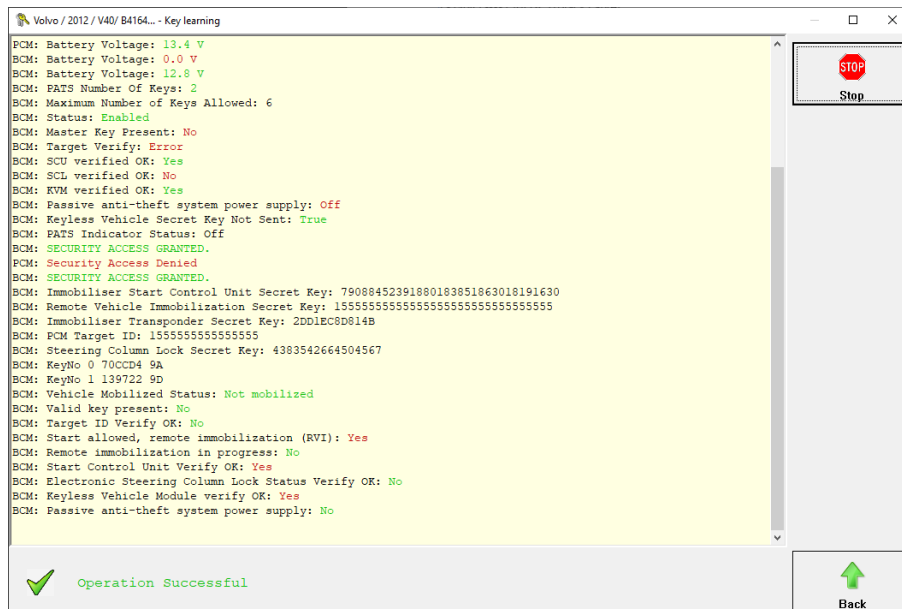 Volvo / 2012 / V40/ B4164... - Key learning
PCM: Battery Voltage: 13.4 V
BCM: Battery Voltage: 0.0 V
BCM: Battery Voltage: 12.8 V
BCM: PATS Number Of Keys: 2
BCM: Maximum Number of Keys Allowed: 6
BCM: Status: Enabled
BCM: Master Key Present: No
BCM: Target Verify: Error
BCM: SCU verified OK: Yes
BCM: SCL verified OK: No
BCM: KVM verified OK: Yes
BCM: Passive anti-theft system power supply: Off
BCM: Keyless Vehicle Secret Key Not Sent: True
BCM: PATS Indicator Status: Off
BCM: SECURITY ACCESS GRANTED.
PCM: Security Access Denied
BCM: SECURITY ACCESS GRANTED.
BCM: Immobiliser Start Control Unit Secret Key: 79088452391880183851863018191630
BCM: Remote Vehicle Immobilization Secret Key: 15555555555555555555555555555555
BCM: Immobiliser Transponder Secret Key: 2DD1EC8D814B
BCM: PCM Target ID: 1555555555555555
BCM: Steering Column Lock Secret Key: 4383542664504567
BCM: KeyNo 0 70CCD4 9A
BCM: KeyNo 1 139722 9D
BCM: Vehicle Mobilized Status: Not mobilized
BCM: Valid key present: No
BCM: Target ID Verify OK: No
BCM: Start allowed, remote immobilization (RVI): Yes
BCM: Remote immobilization in progress: No
BCM: Start Control Unit Verify OK: Yes
BCM: Electronic Steering Column Lock Status Verify OK: No
BCM: Keyless Vehicle Module verify OK: Yes
BCM: Passive anti-theft system power supply: No
Operation Successful
STOP
Stop
Back